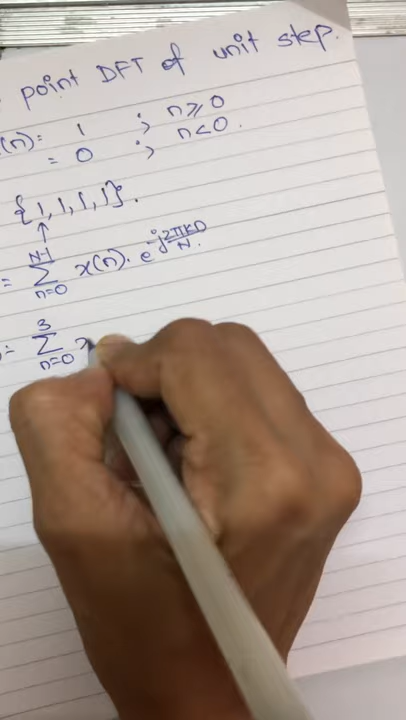 point DFT of unit step.
(n): 1 ; n≥0
= 0 ; n<0.
{1,1,1,1}.
↑
= N-1 ∑ n=0 x(n). e^-j2πkn/N.
= 3 ∑ n=0